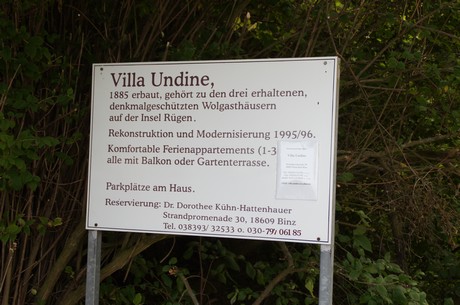 Villa Undine,
1885 erbaut, gehört zu den drei erhaltenen,
denkmalgeschützten Wolgasthäusern
auf der Insel Rügen.
Rekonstruktion und Modernisierung 1995/96.
Komfortable Ferienappartements (1-3
alle mit Balkon oder Gartenterrasse.
Parkplätze am Haus.
Reservierung: Dr. Dorothee Kühn-Hattenhauer
Strandpromenade 30, 18609 Binz
Tel. 038393/ 32533 o. 030-79/ 061 85